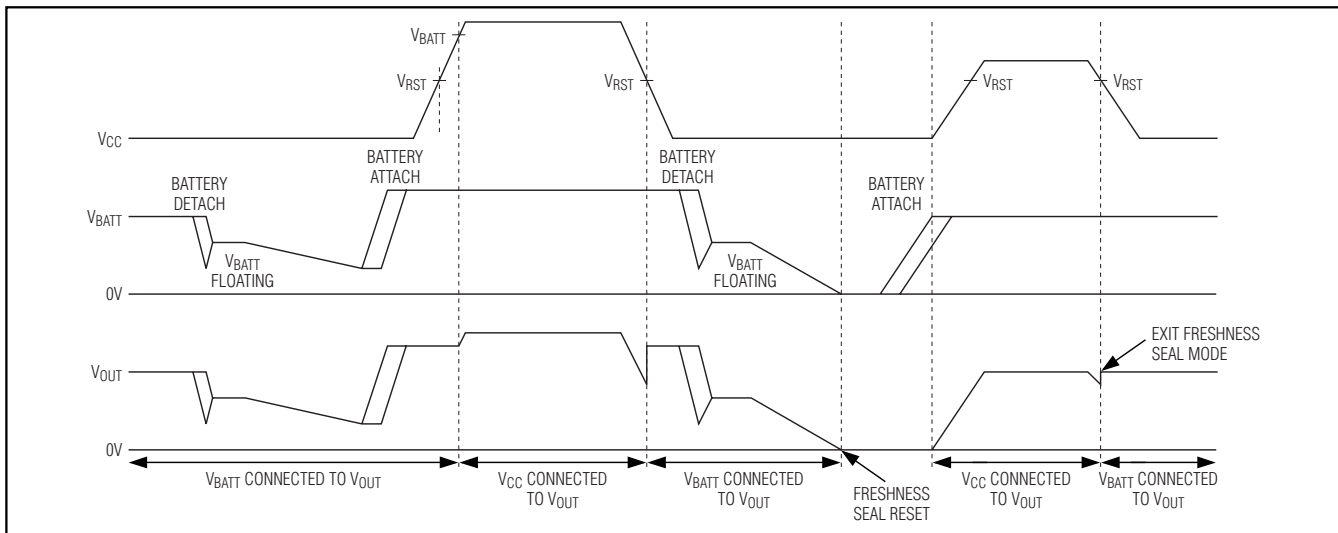 VBATT
VRST
VRST
VRST
VRST
VCC
BATTERY
ATTACH
BATTERY
DETACH
BATTERY
DETACH
BATTERY
ATTACH
VBATT
VBATT
FLOATING
VBATT
FLOATING
0V
EXIT FRESHNESS
SEAL MODE
VOUT
0V
VBATT CONNECTED TO VOUT
VCC CONNECTED
TO VOUT
VBATT CONNECTED
TO VOUT
FRESHNESS
SEAL RESET
VCC CONNECTED
TO VOUT
VBATT CONNECTED
TO VOUT